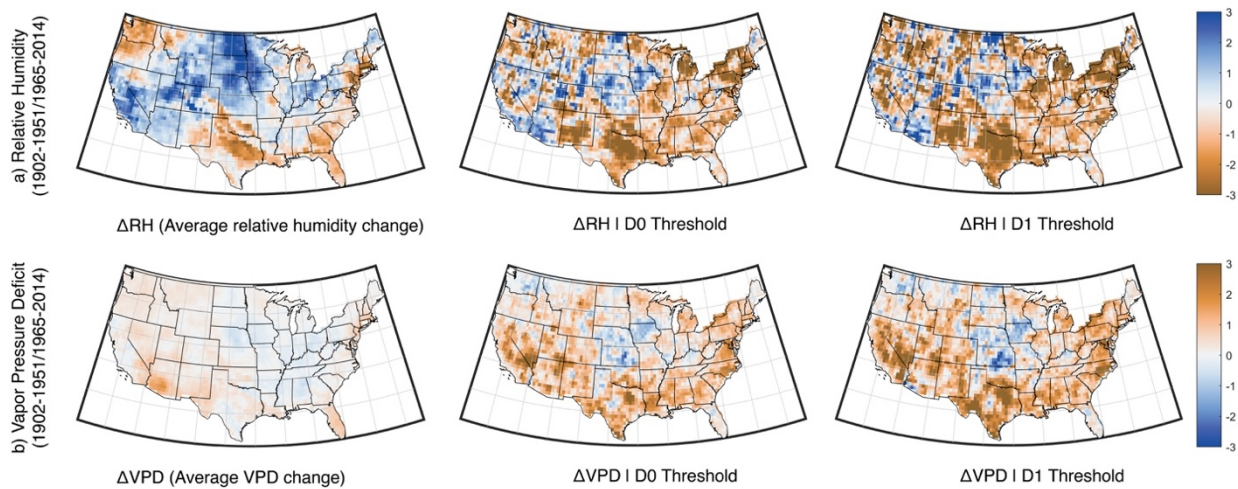 a) Relative Humidity
(1902-1951/1965-2014)
3
2
1
0
-1
-2
-3
ΔRH (Average relative humidity change)
ΔRH | D0 Threshold
ΔRH | D1 Threshold
b) Vapor Pressure Deficit
(1902-1951/1965-2014)
3
2
1
0
-1
-2
-3
ΔVPD (Average VPD change)
ΔVPD | D0 Threshold
ΔVPD | D1 Threshold